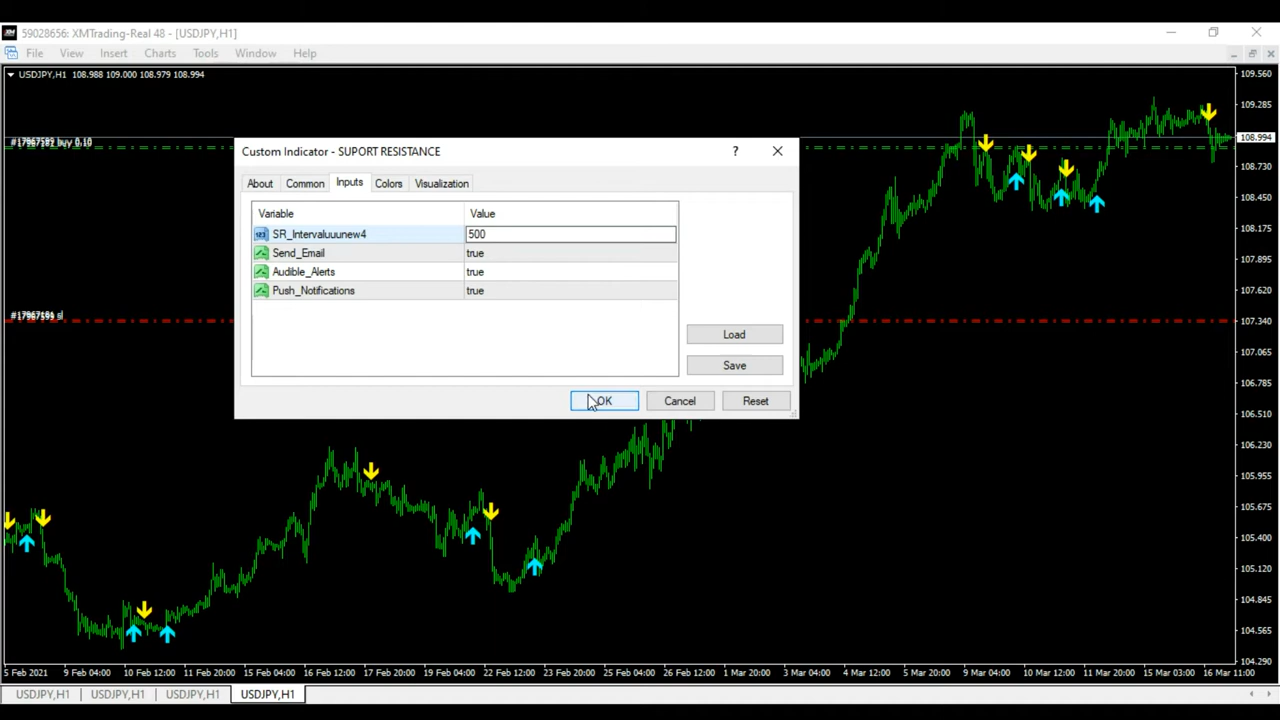 59028656: XMTrading-Real 48 - [USDJPY,H1]
File View Insert Charts Tools Window Help
USDJPY,H1 108.988 109.000 108.979 108.994
buy 0.10
Custom Indicator - SUPORT RESISTANCE
?
About Common Inputs Colors Visualization
Variable Value
SR_Intervaluuunew4 500
Send_Email true
Audible_Alerts true
Push_Notifications true
Load
Save
OK Cancel Reset
sl
109.560
109.285
108.994
108.730
108.450
108.175
107.895
107.620
107.340
107.065
106.785
106.510
106.230
105.955
105.675
105.400
105.120
104.845
104.565
104.290
5 Feb 2021 9 Feb 04:00 10 Feb 12:00 11 Feb 20:00 15 Feb 04:00 16 Feb 12:00 17 Feb 20:00 19 Feb 04:00 22 Feb 12:00 23 Feb 20:00 25 Feb 04:00 26 Feb 12:00 1 Mar 20:00 3 Mar 04:00 4 Mar 12:00 5 Mar 20:00 9 Mar 04:00 10 Mar 12:00 11 Mar 20:00 15 Mar 03:00 16 Mar 11:00
USDJPY,H1 USDJPY,H1 USDJPY,H1 USDJPY,H1